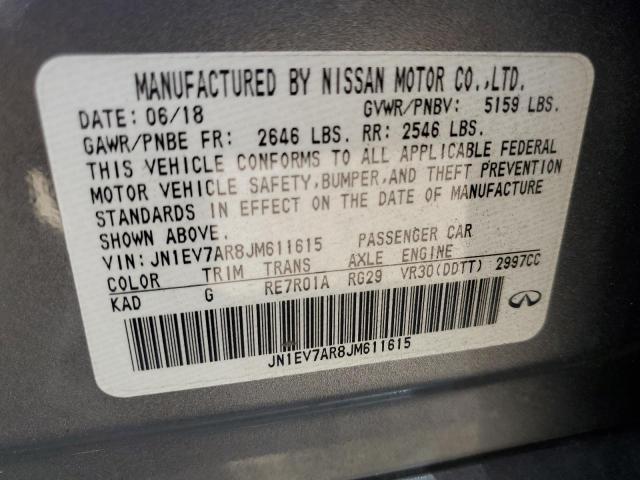 MANUFACTURED BY NISSAN MOTOR CO.,LTD.
DATE: 06/18 GVWR/PNBV: 5159 LBS.
GAWR/PNBE FR: 2646 LBS. RR: 2546 LBS.
THIS VEHICLE CONFORMS TO ALL APPLICABLE FEDERAL
MOTOR VEHICLE SAFETY,BUMPER,AND THEFT PREVENTION
STANDARDS IN EFFECT ON THE DATE OF MANUFACTURE
SHOWN ABOVE.
VIN: JN1EV7AR8JM611615 PASSENGER CAR
COLOR TRIM TRANS AXLE ENGINE
KAD G RE7R01A RG29 VR30(DDTT) 2997CC
JN1EV7AR8JM611615
INFINITI